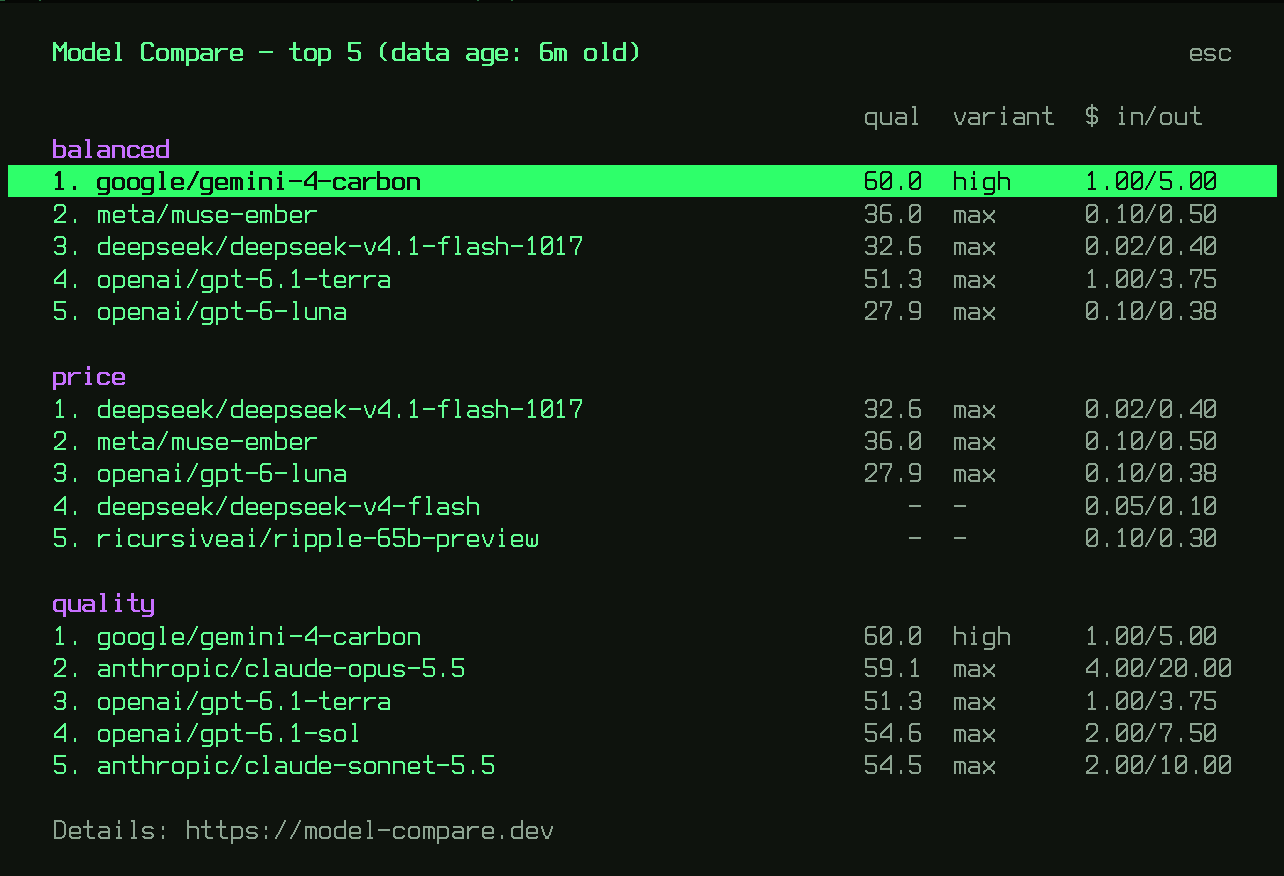 Model Compare – top 5 (data age: 6m old) esc
qual variant $ in/out
balanced
1. google/gemini-4-carbon 60.0 high 1.00/5.00
2. meta/muse-ember 36.0 max 0.10/0.50
3. deepseek/deepseek-v4.1-flash-1017 32.6 max 0.02/0.40
4. openai/gpt-6.1-terra 51.3 max 1.00/3.75
5. openai/gpt-6-luna 27.9 max 0.10/0.38
price
1. deepseek/deepseek-v4.1-flash-1017 32.6 max 0.02/0.40
2. meta/muse-ember 36.0 max 0.10/0.50
3. openai/gpt-6-luna 27.9 max 0.10/0.38
4. deepseek/deepseek-v4-flash – – 0.05/0.10
5. ricursiveai/ripple-65b-preview – – 0.10/0.30
quality
1. google/gemini-4-carbon 60.0 high 1.00/5.00
2. anthropic/claude-opus-5.5 59.1 max 4.00/20.00
3. openai/gpt-6.1-terra 51.3 max 1.00/3.75
4. openai/gpt-6.1-sol 54.6 max 2.00/7.50
5. anthropic/claude-sonnet-5.5 54.5 max 2.00/10.00
Details: https://model-compare.dev